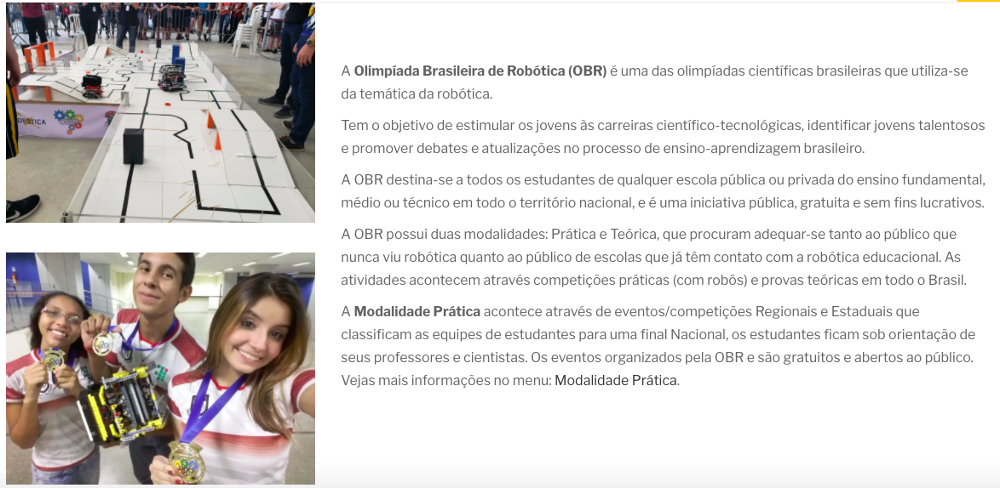 A Olimpíada Brasileira de Robótica (OBR) é uma das olimpíadas científicas brasileiras que utiliza-se
da temática da robótica.
Tem o objetivo de estimular os jovens às carreiras científico-tecnológicas, identificar jovens talentosos
e promover debates e atualizações no processo de ensino-aprendizagem brasileiro.
A OBR destina-se a todos os estudantes de qualquer escola pública ou privada do ensino fundamental,
médio ou técnico em todo o território nacional, e é uma iniciativa pública, gratuita e sem fins lucrativos.
A OBR possui duas modalidades: Prática e Teórica, que procuram adequar-se tanto ao público que
nunca viu robótica quanto ao público de escolas que já têm contato com a robótica educacional. As
atividades acontecem através competições práticas (com robôs) e provas teóricas em todo o Brasil.
A Modalidade Prática acontece através de eventos/competições Regionais e Estaduais que
classificam as equipes de estudantes para uma final Nacional, os estudantes ficam sob orientação de
seus professores e cientistas. Os eventos organizados pela OBR e são gratuitos e abertos ao público.
Vejas mais informações no menu: Modalidade Prática.